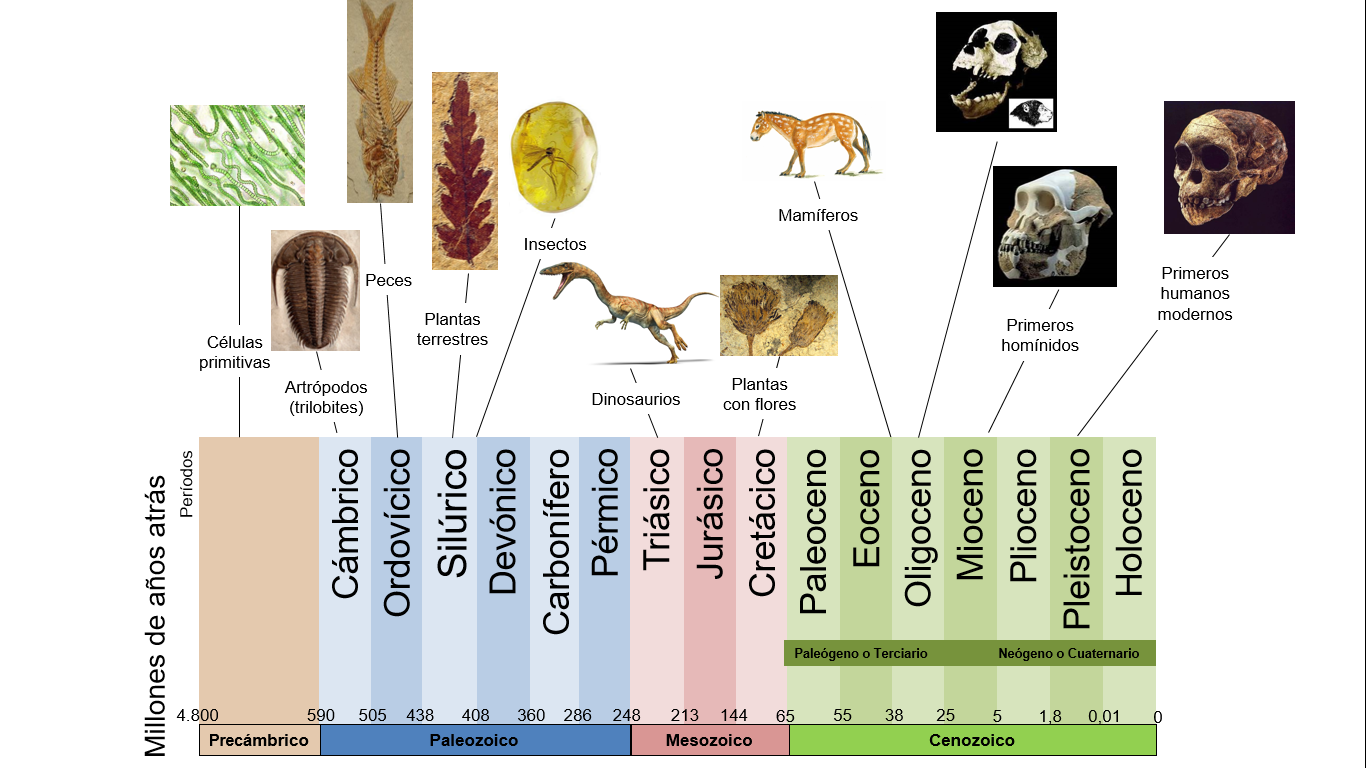 Células
primitivas
Artrópodos
(trilobites)
Peces
Plantas
terrestres
Insectos
Dinosaurios
Plantas
con flores
Mamíferos
Primeros
homínidos
Primeros
humanos
modernos
Millones de años atrás
Períodos
Cámbrico
Ordovícico
Silúrico
Devónico
Carbonífero
Pérmico
Triásico
Jurásico
Cretácico
Paleoceno
Eoceno
Oligoceno
Mioceno
Plioceno
Pleistoceno
Holoceno
Paleógeno o Terciario
Neógeno o Cuaternario
4.800 590 505 438 408 360 286 248 213 144 65 55 38 25 5 1,8 0,01 0
Precámbrico Paleozoico Mesozoico Cenozoico